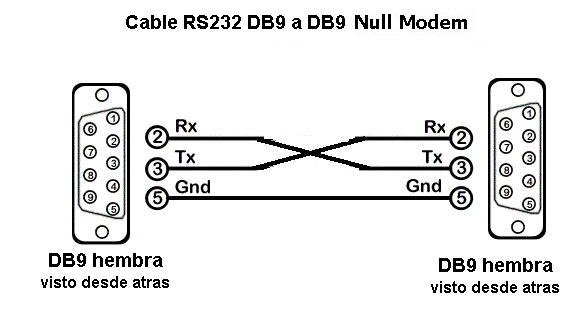 Cable RS232 DB9 a DB9 Null Modem
1
6
2
7
3
8
4
9
5
2 Rx Rx 2
3 Tx Tx 3
5 Gnd Gnd 5
1
6
2
7
3
8
4
9
5
DB9 hembra
visto desde atras
DB9 hembra
visto desde atras